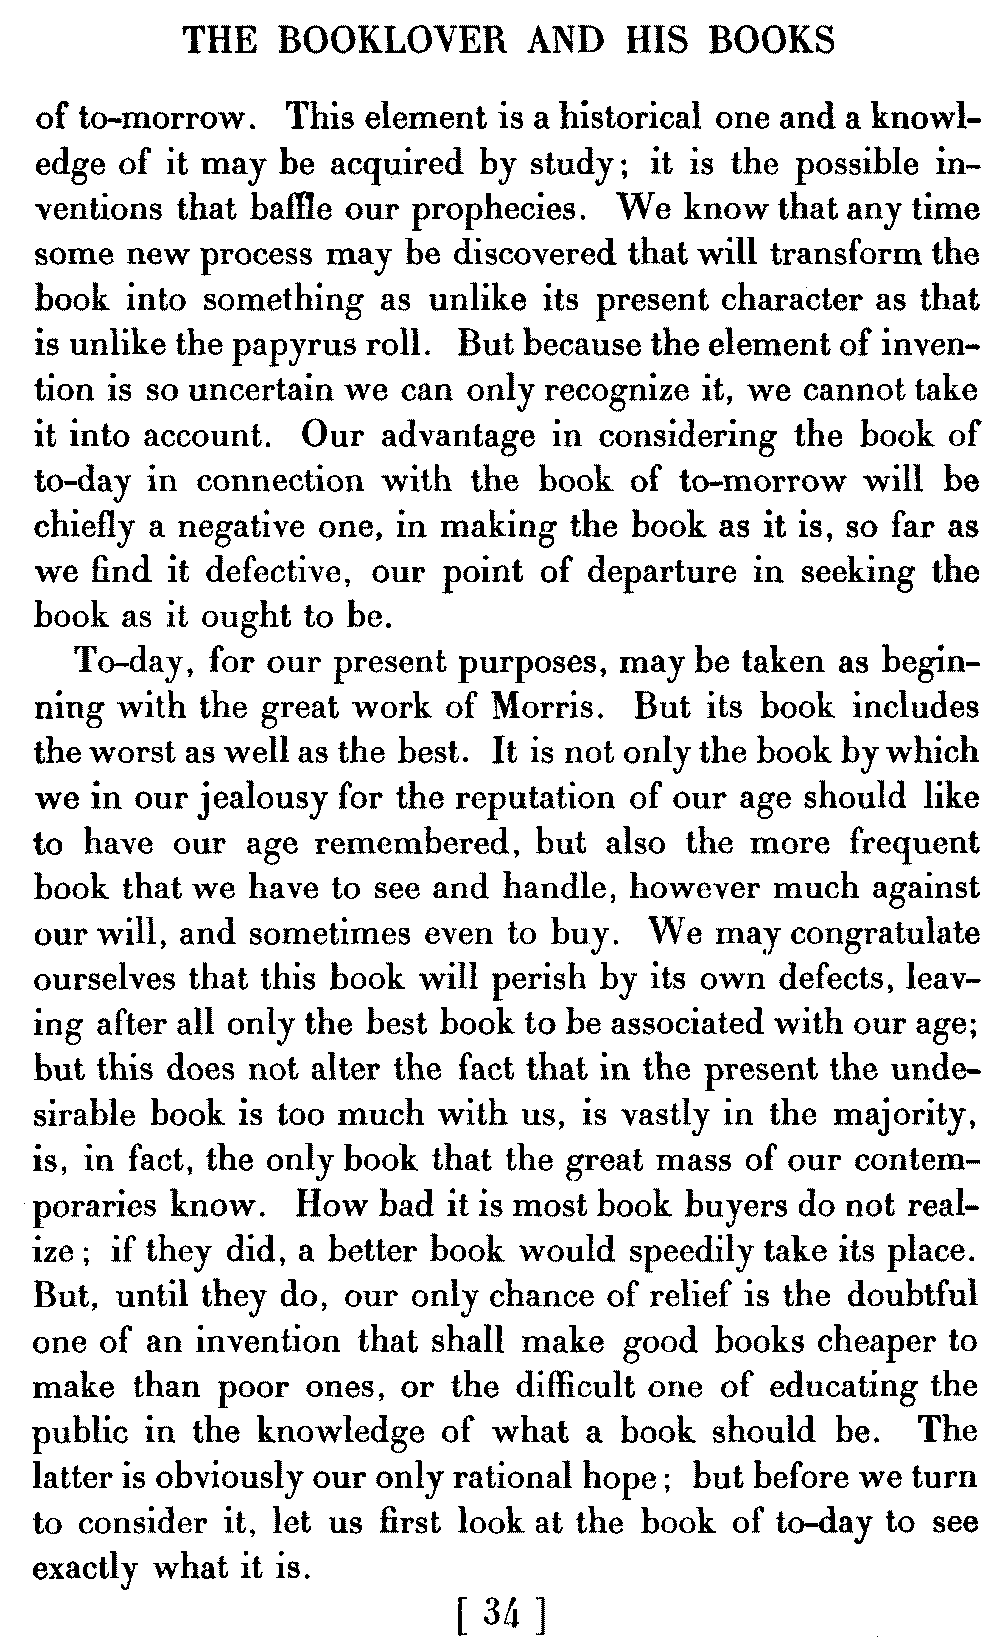 THE BOOKLOVER AND HIS BOOKS
of to-morrow. This element is a historical one and a knowl-
edge of it may be acquired by study; it is the possible in-
ventions that baffle our prophecies. We know that any time
some new process may be discovered that will transform the
book into something as unlike its present character as that
is unlike the papyrus roll. But because the element of inven-
tion is so uncertain we can only recognize it, we cannot take
it into account. Our advantage in considering the book of
to-day in connection with the book of to-morrow will be
chiefly a negative one, in making the book as it is, so far as
we find it defective, our point of departure in seeking the
book as it ought to be.
To-day, for our present purposes, may be taken as begin-
ning with the great work of Morris. But its book includes
the worst as well as the best. It is not only the book by which
we in our jealousy for the reputation of our age should like
to have our age remembered, but also the more frequent
book that we have to see and handle, however much against
our will, and sometimes even to buy. We may congratulate
ourselves that this book will perish by its own defects, leav-
ing after all only the best book to be associated with our age;
but this does not alter the fact that in the present the unde-
sirable book is too much with us, is vastly in the majority,
is, in fact, the only book that the great mass of our contem-
poraries know. How bad it is most book buyers do not real-
ize; if they did, a better book would speedily take its place.
But, until they do, our only chance of relief is the doubtful
one of an invention that shall make good books cheaper to
make than poor ones, or the difficult one of educating the
public in the knowledge of what a book should be. The
latter is obviously our only rational hope; but before we turn
to consider it, let us first look at the book of to-day to see
exactly what it is.
[ 34 ]